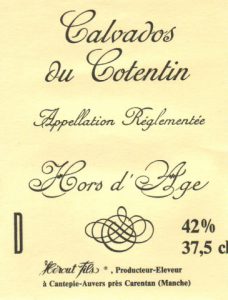 Calvados
du Cotentin
Appellation Réglementée
Hors d'Age
D
42%
37,5 cl
Hérout Fils *, Producteur-Eleveur
à Cantepie-Auvers près Carentan (Manche)